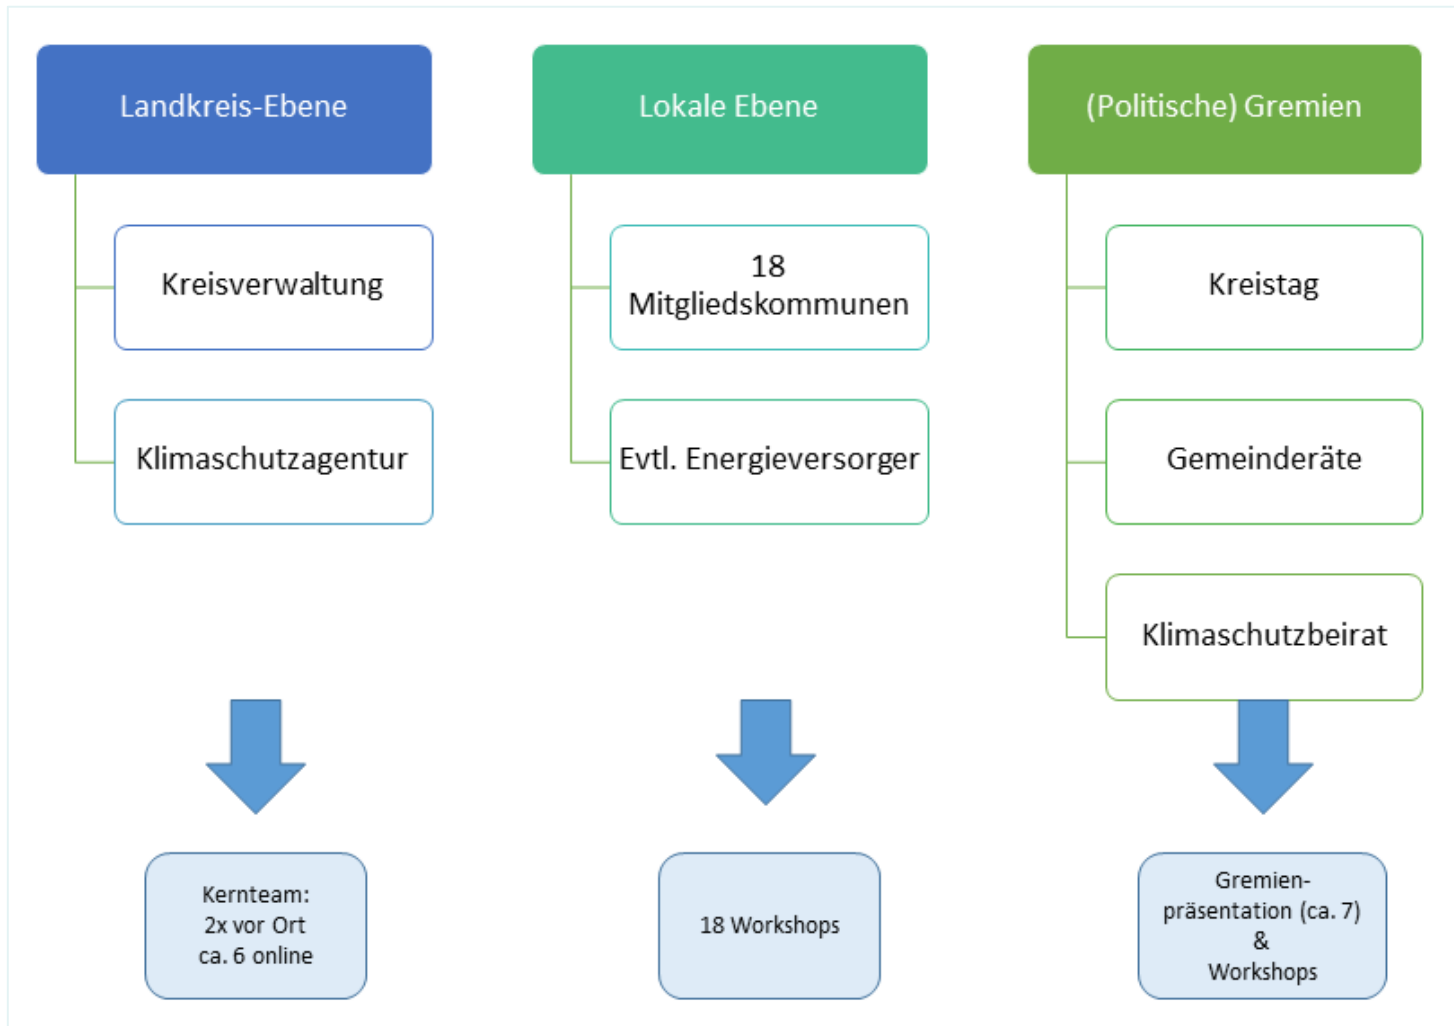 Landkreis-Ebene
Kreisverwaltung
Klimaschutzagentur
Kernteam:
2x vor Ort
ca. 6 online
Lokale Ebene
18
Mitgliedskommunen
Evtl. Energieversorger
18 Workshops
(Politische) Gremien
Kreistag
Gemeinderäte
Klimaschutzbeirat
Gremien-
präsentation (ca. 7)
&
Workshops